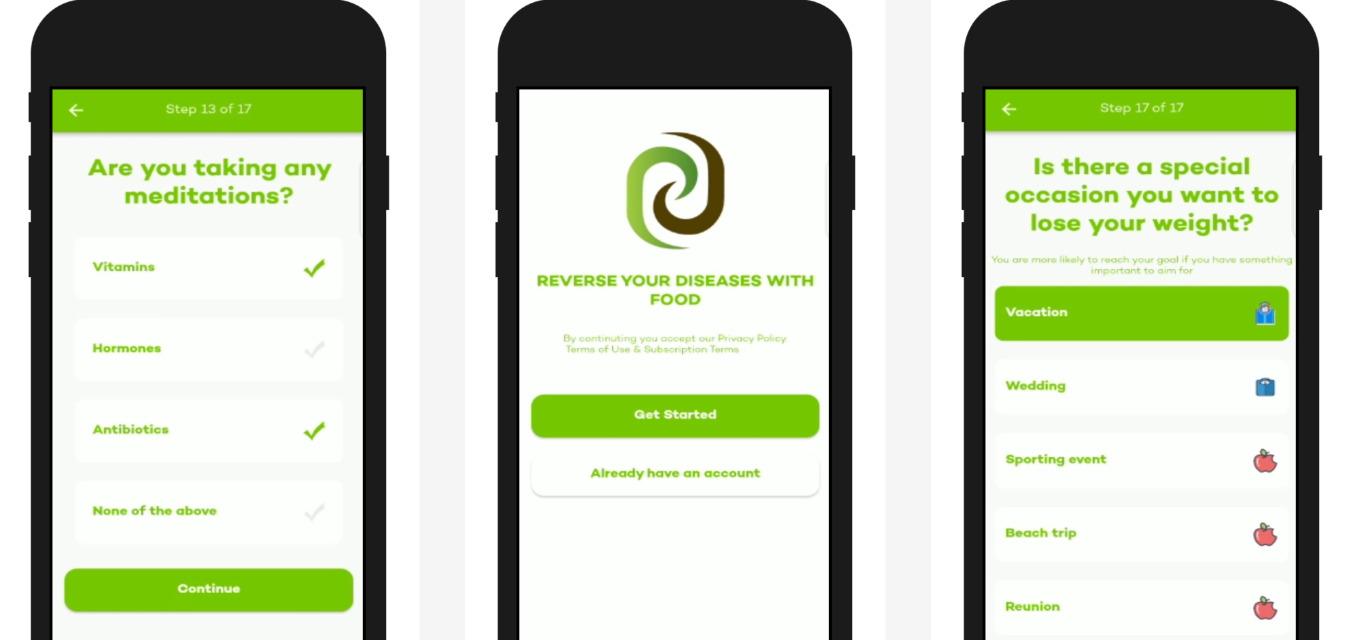 Step 13 of 17
Are you taking any
meditations?
Vitamins
Hormones
Antibiotics
None of the above
Continue
REVERSE YOUR DISEASES WITH
FOOD
By continuting you accept our Privacy Policy.
Terms of Use & Subscription Terms
Get Started
Already have an account
Step 17 of 17
Is there a special
occasion you want to
lose your weight?
You are more likely to reach your goal if you have something
important to aim for
Vacation
Wedding
Sporting event
Beach trip
Reunion